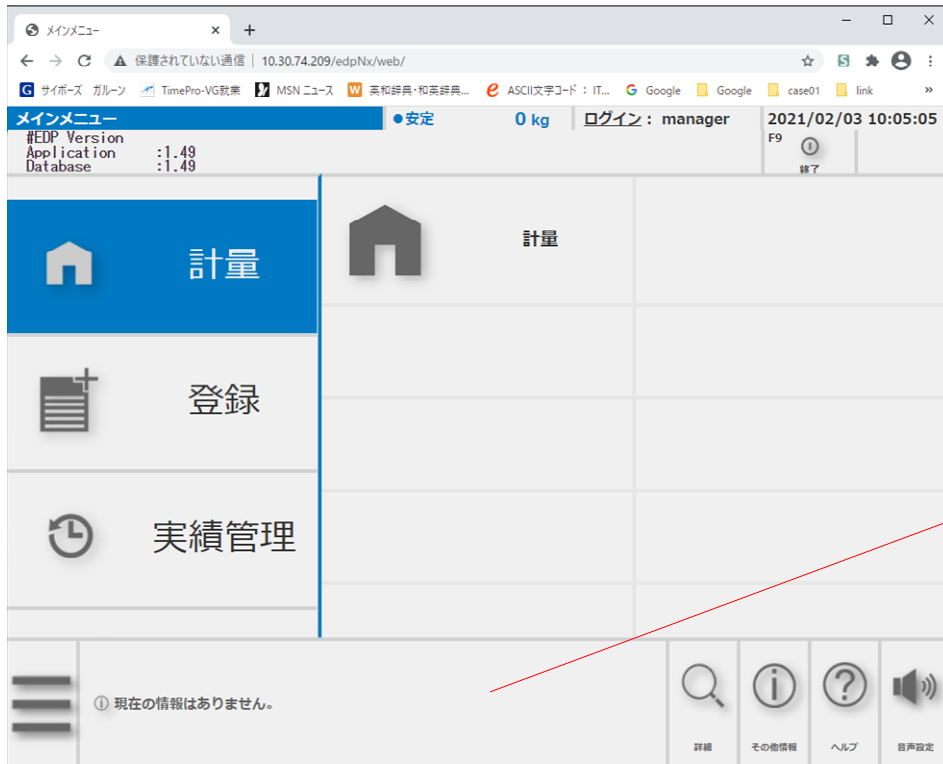 メインメニュー
保護されていない通信 10.30.74.209/edpNx/web/
サイボーズ ガルーン TimePro-VG就業 MSN ニュース 英和辞典・和英辞典... ASCII文字コード : IT... Google Google case01 link »
メインメニュー ●安定 0 kg ログイン : manager 2021/02/03 10:05:05
#EDP Version
Application :1.49
Database :1.49
F9
終了
計量
計量
登録
実績管理
現在の情報はありません。
詳細 その他情報 ヘルプ 音声設定